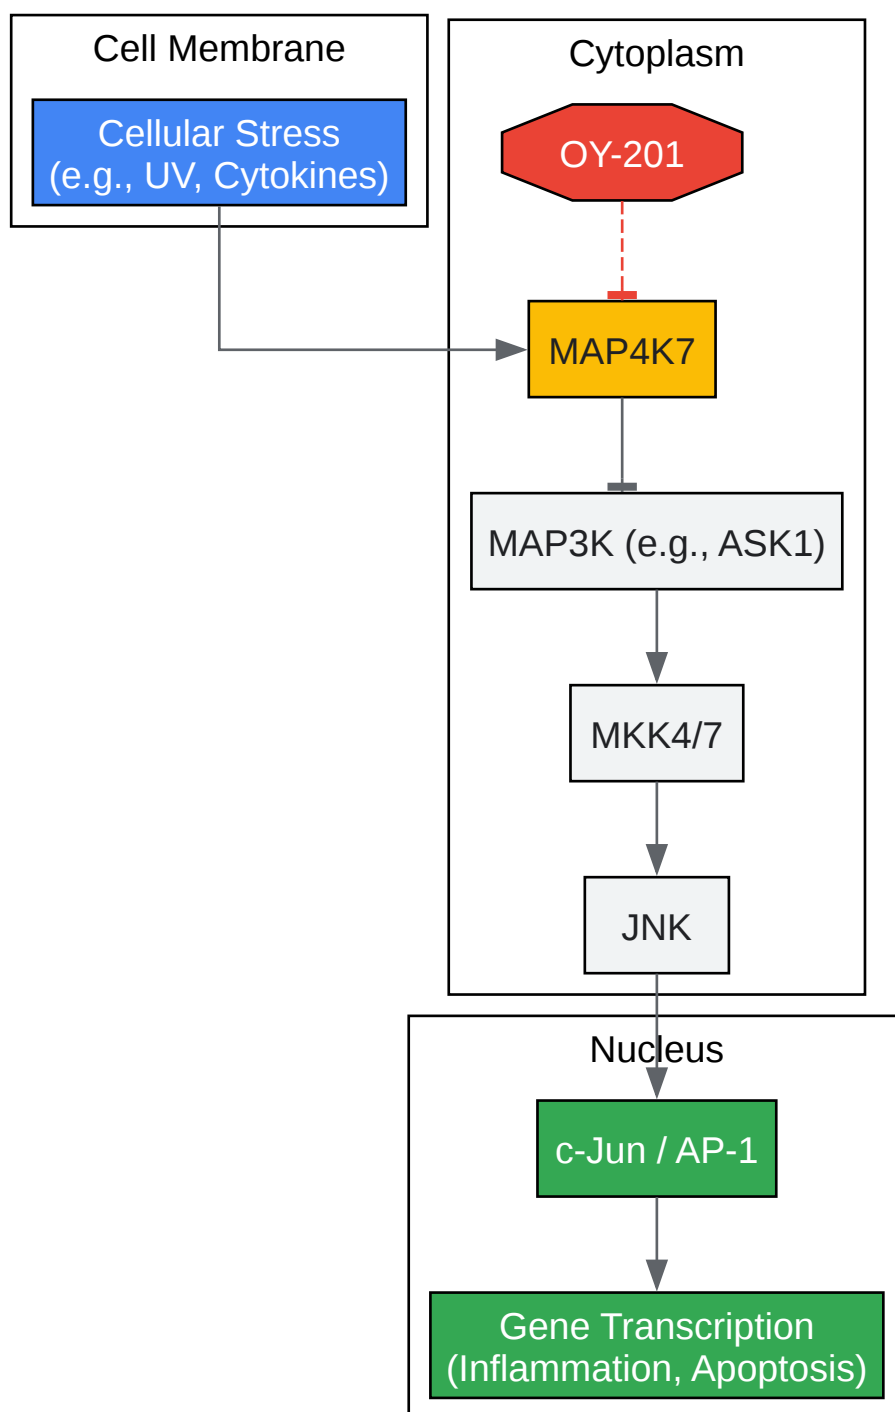 Cell Membrane
Cellular Stress
(e.g., UV, Cytokines)
Cytoplasm
OY-201
MAP4K7
MAP3K (e.g., ASK1)
MKK4/7
JNK
Nucleus
c-Jun / AP-1
Gene Transcription
(Inflammation, Apoptosis)